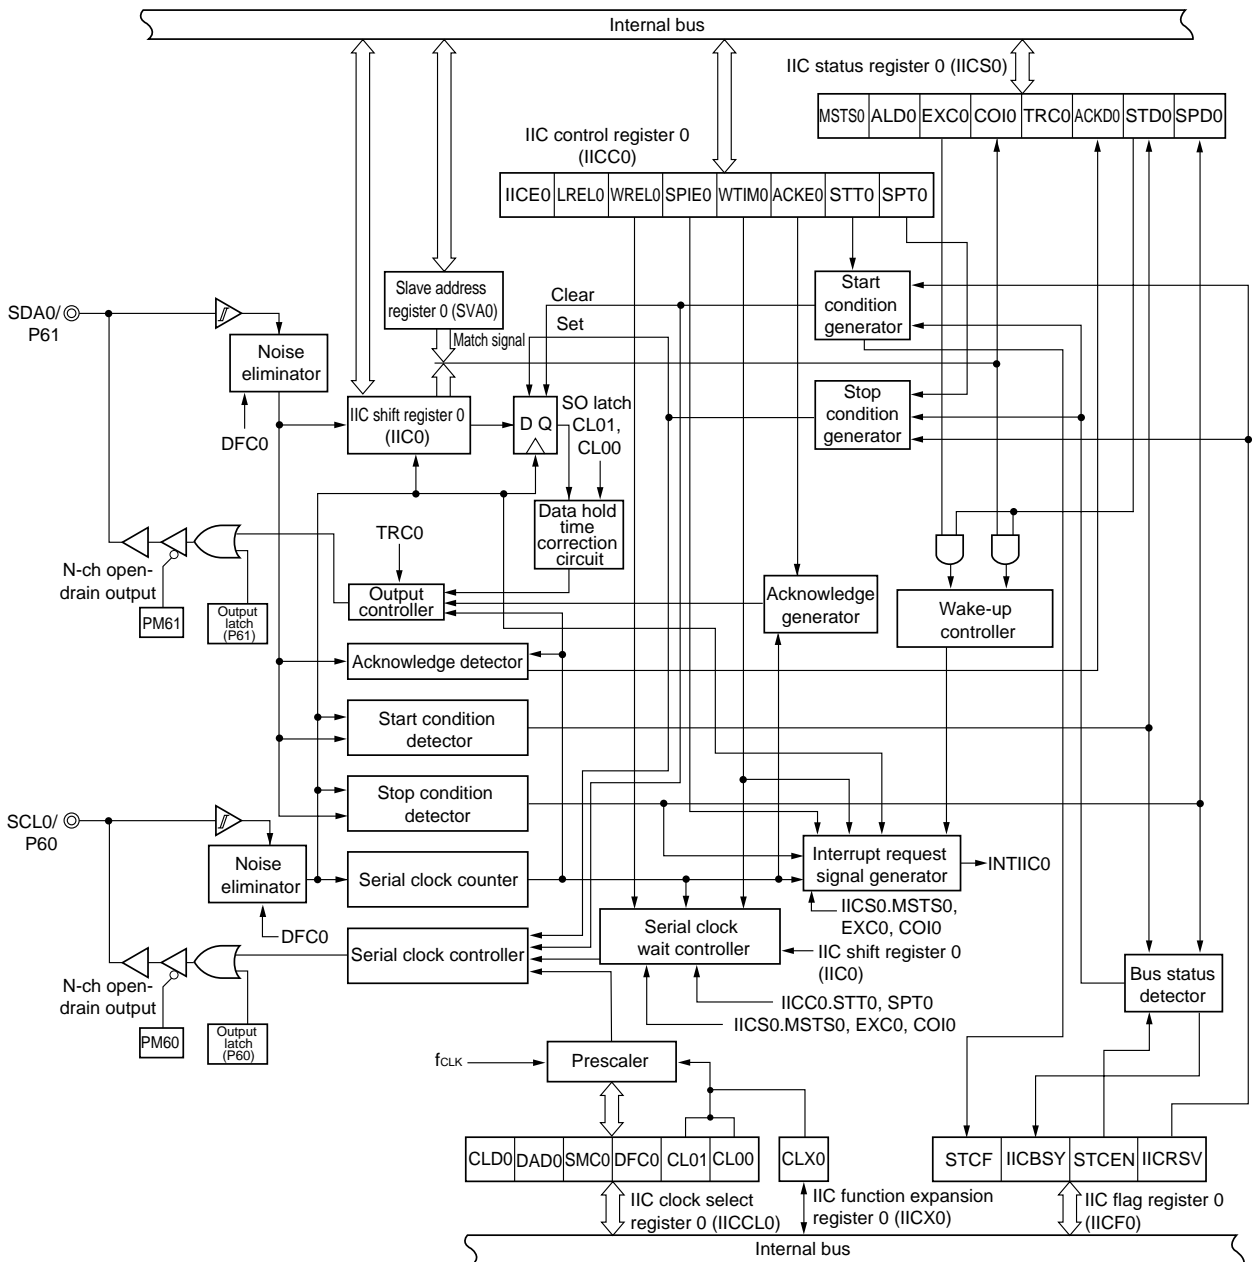 Internal bus
IIC status register 0 (IICS0)
MSTS0 ALD0 EXC0 COI0 TRC0 ACKD0 STD0 SPD0
IIC control register 0
(IICC0)
IICE0 LREL0 WREL0 SPIE0 WTIM0 ACKE0 STT0 SPT0
Slave address
register 0 (SVA0)
Clear
Set
Match signal
Start
condition
generator
SDA0/
P61
Noise
eliminator
DFC0
IIC shift register 0
(IIC0)
D Q
SO latch
CL01,
CL00
Stop
condition
generator
Data hold
time
correction
circuit
TRC0
N-ch open-
drain output
PM61
Output
latch
(P61)
Output
controller
Acknowledge
generator
Wake-up
controller
Acknowledge detector
Start condition
detector
Stop condition
detector
SCL0/
P60
Noise
eliminator
DFC0
Serial clock counter
Interrupt request
signal generator
INTIIC0
IICS0.MSTS0,
EXC0, COI0
Serial clock
wait controller
IIC shift register 0
(IIC0)
Serial clock controller
IICC0.STT0, SPT0
IICS0.MSTS0, EXC0, COI0
Bus status
detector
N-ch open-
drain output
PM60
Output
latch
(P60)
fCLK
Prescaler
CLD0 DAD0 SMC0 DFC0 CL01 CL00
CLX0
STCF IICBSY STCEN IICRSV
IIC clock select
register 0 (IICCL0)
IIC function expansion
register 0 (IICX0)
IIC flag register 0
(IICF0)
Internal bus